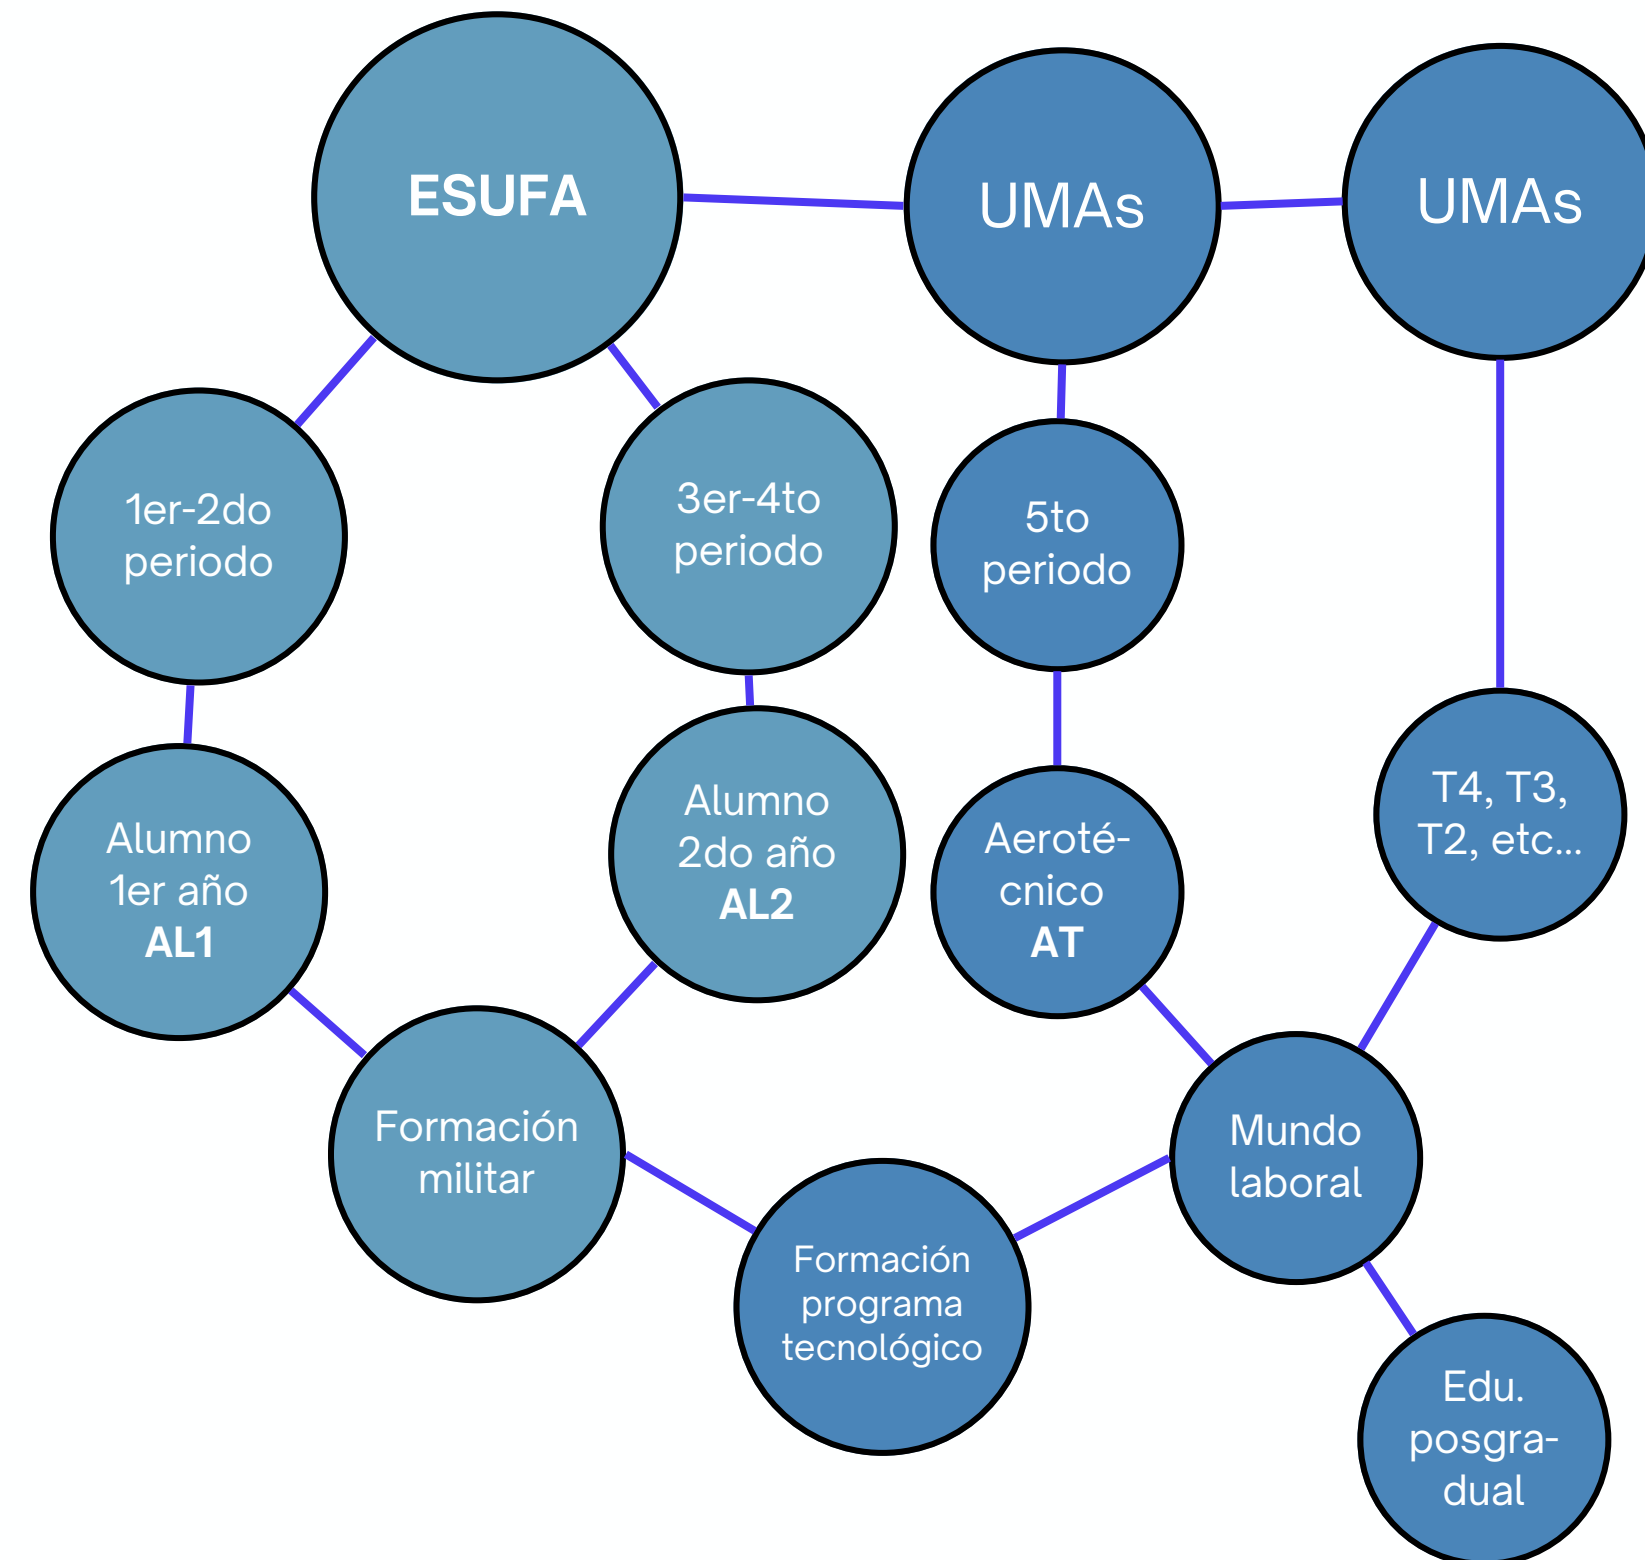 ESUFA
UMAs
UMAs
1er-2do
periodo
3er-4to
periodo
5to
periodo
Alumno
1er año
AL1
Alumno
2do año
AL2
Aeroté-
cnico
AT
T4, T3,
T2, etc...
Formación
militar
Formación
programa
tecnológico
Mundo
laboral
Edu.
posgra-
dual